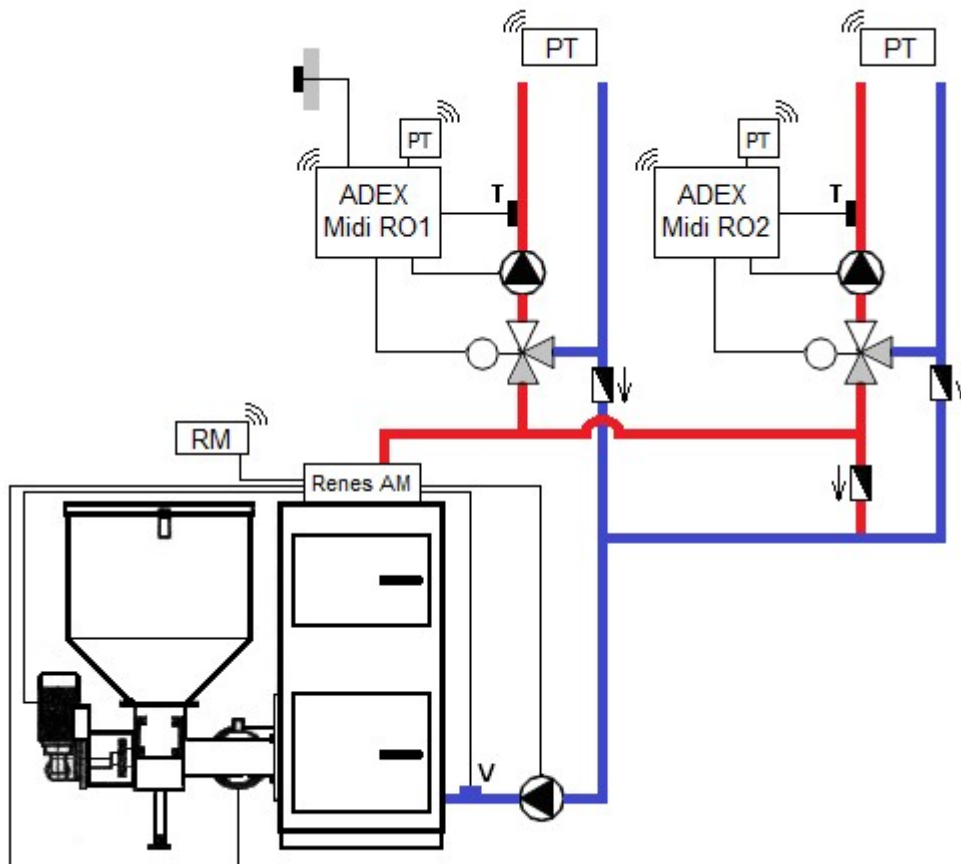 PT
PT
PT
PT
ADEX
Midi RO1
T
ADEX
Midi RO2
T
RM
Renes AM
V